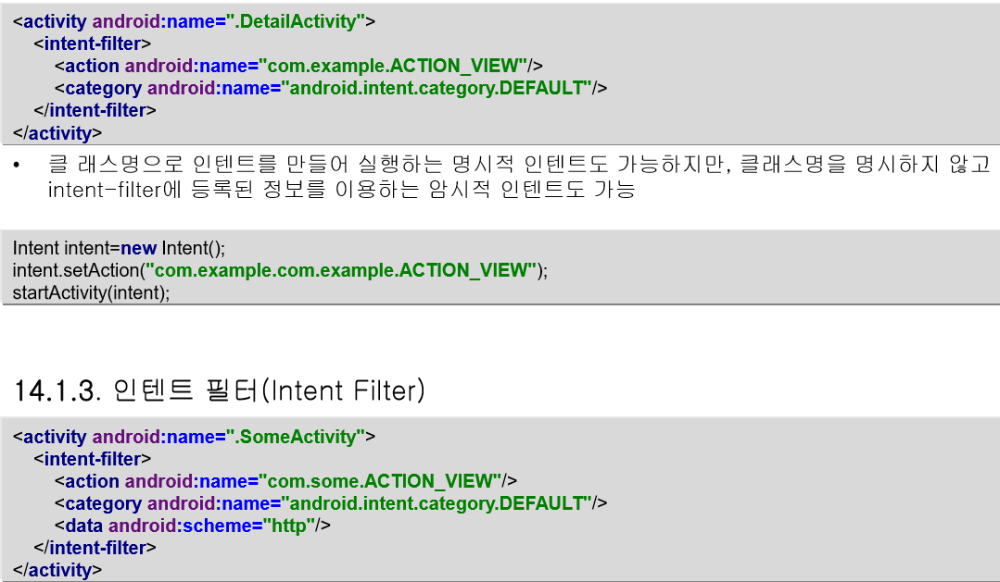 <activity android:name=".DetailActivity">
<intent-filter>
<action android:name="com.example.ACTION_VIEW"/>
<category android:name="android.intent.category.DEFAULT"/>
</intent-filter>
</activity>
• 클 래스명으로 인텐트를 만들어 실행하는 명시적 인텐트도 가능하지만, 클래스명을 명시하지 않고
intent-filter에 등록된 정보를 이용하는 암시적 인텐트도 가능
Intent intent=new Intent();
intent.setAction("com.example.com.example.ACTION_VIEW");
startActivity(intent);
14.1.3. 인텐트 필터(Intent Filter)
<activity android:name=".SomeActivity">
<intent-filter>
<action android:name="com.some.ACTION_VIEW"/>
<category android:name="android.intent.category.DEFAULT"/>
<data android:scheme="http"/>
</intent-filter>
</activity>